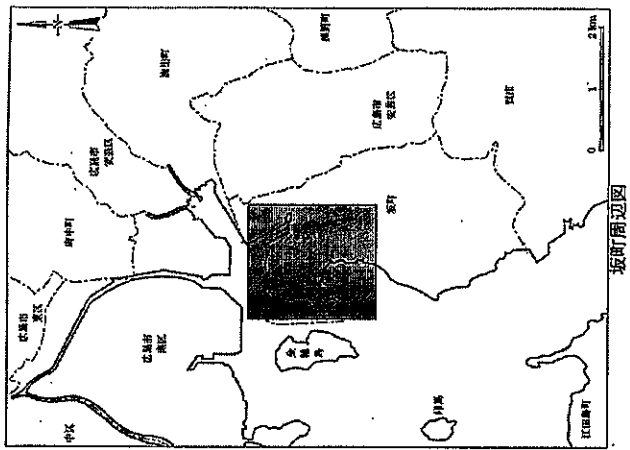 中区
広島市
東区
府中町
広島市
安芸区
海田町
熊野町
広島市
南区
広島市
安芸区
金輪島
坂町
呉市
峠島
江田島町
0 1 2km
坂町周辺図